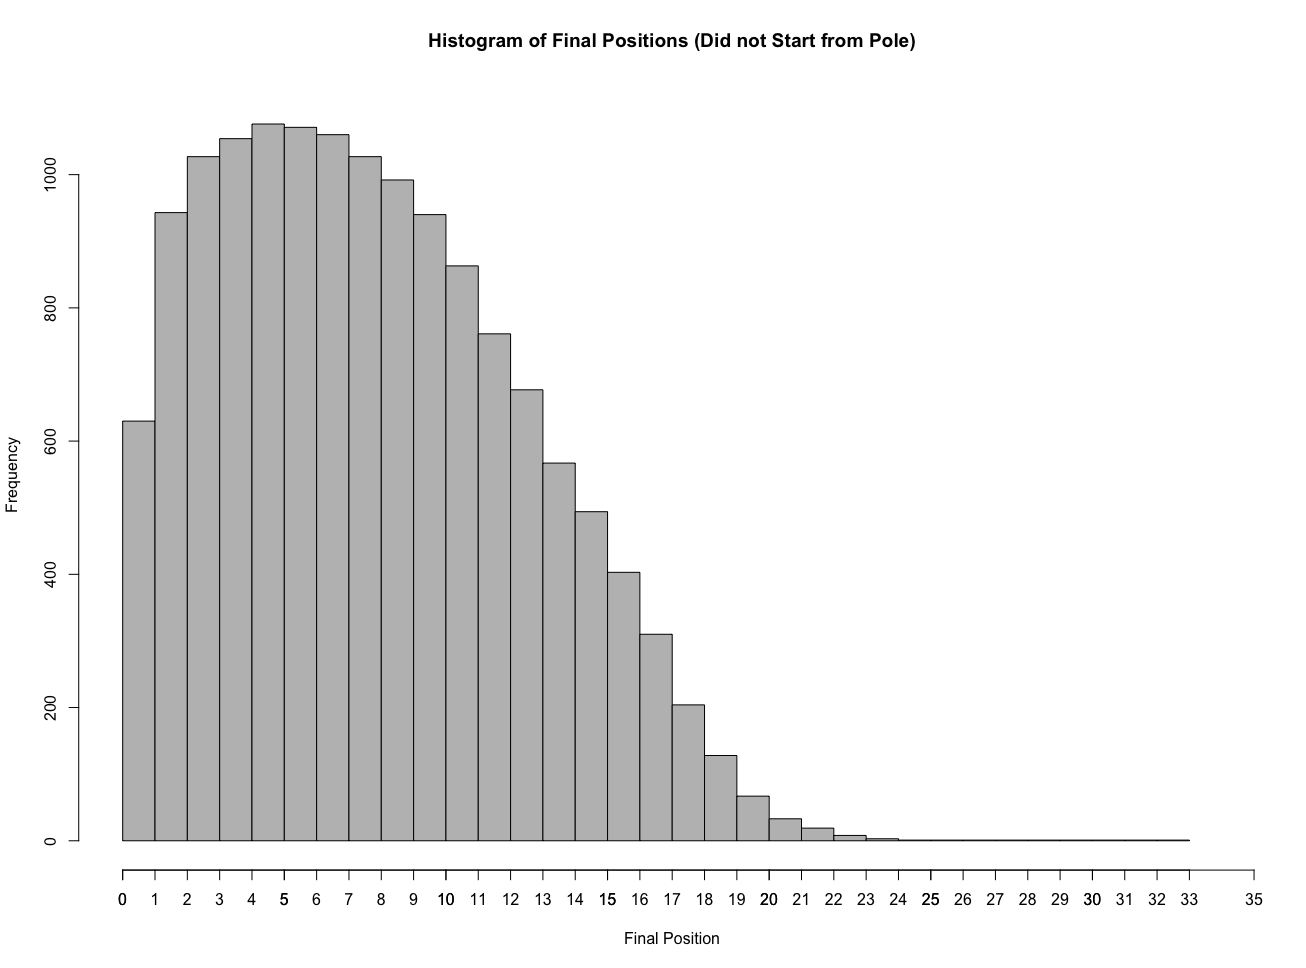 Histogram of Final Positions (Did not Start from Pole)
1000
800
600
400
200
0
Frequency
0 1 2 3 4 5 6 7 8 9 10 11 12 13 14 15 16 17 18 19 20 21 22 23 24 25 26 27 28 29 30 31 32 33 35
Final Position